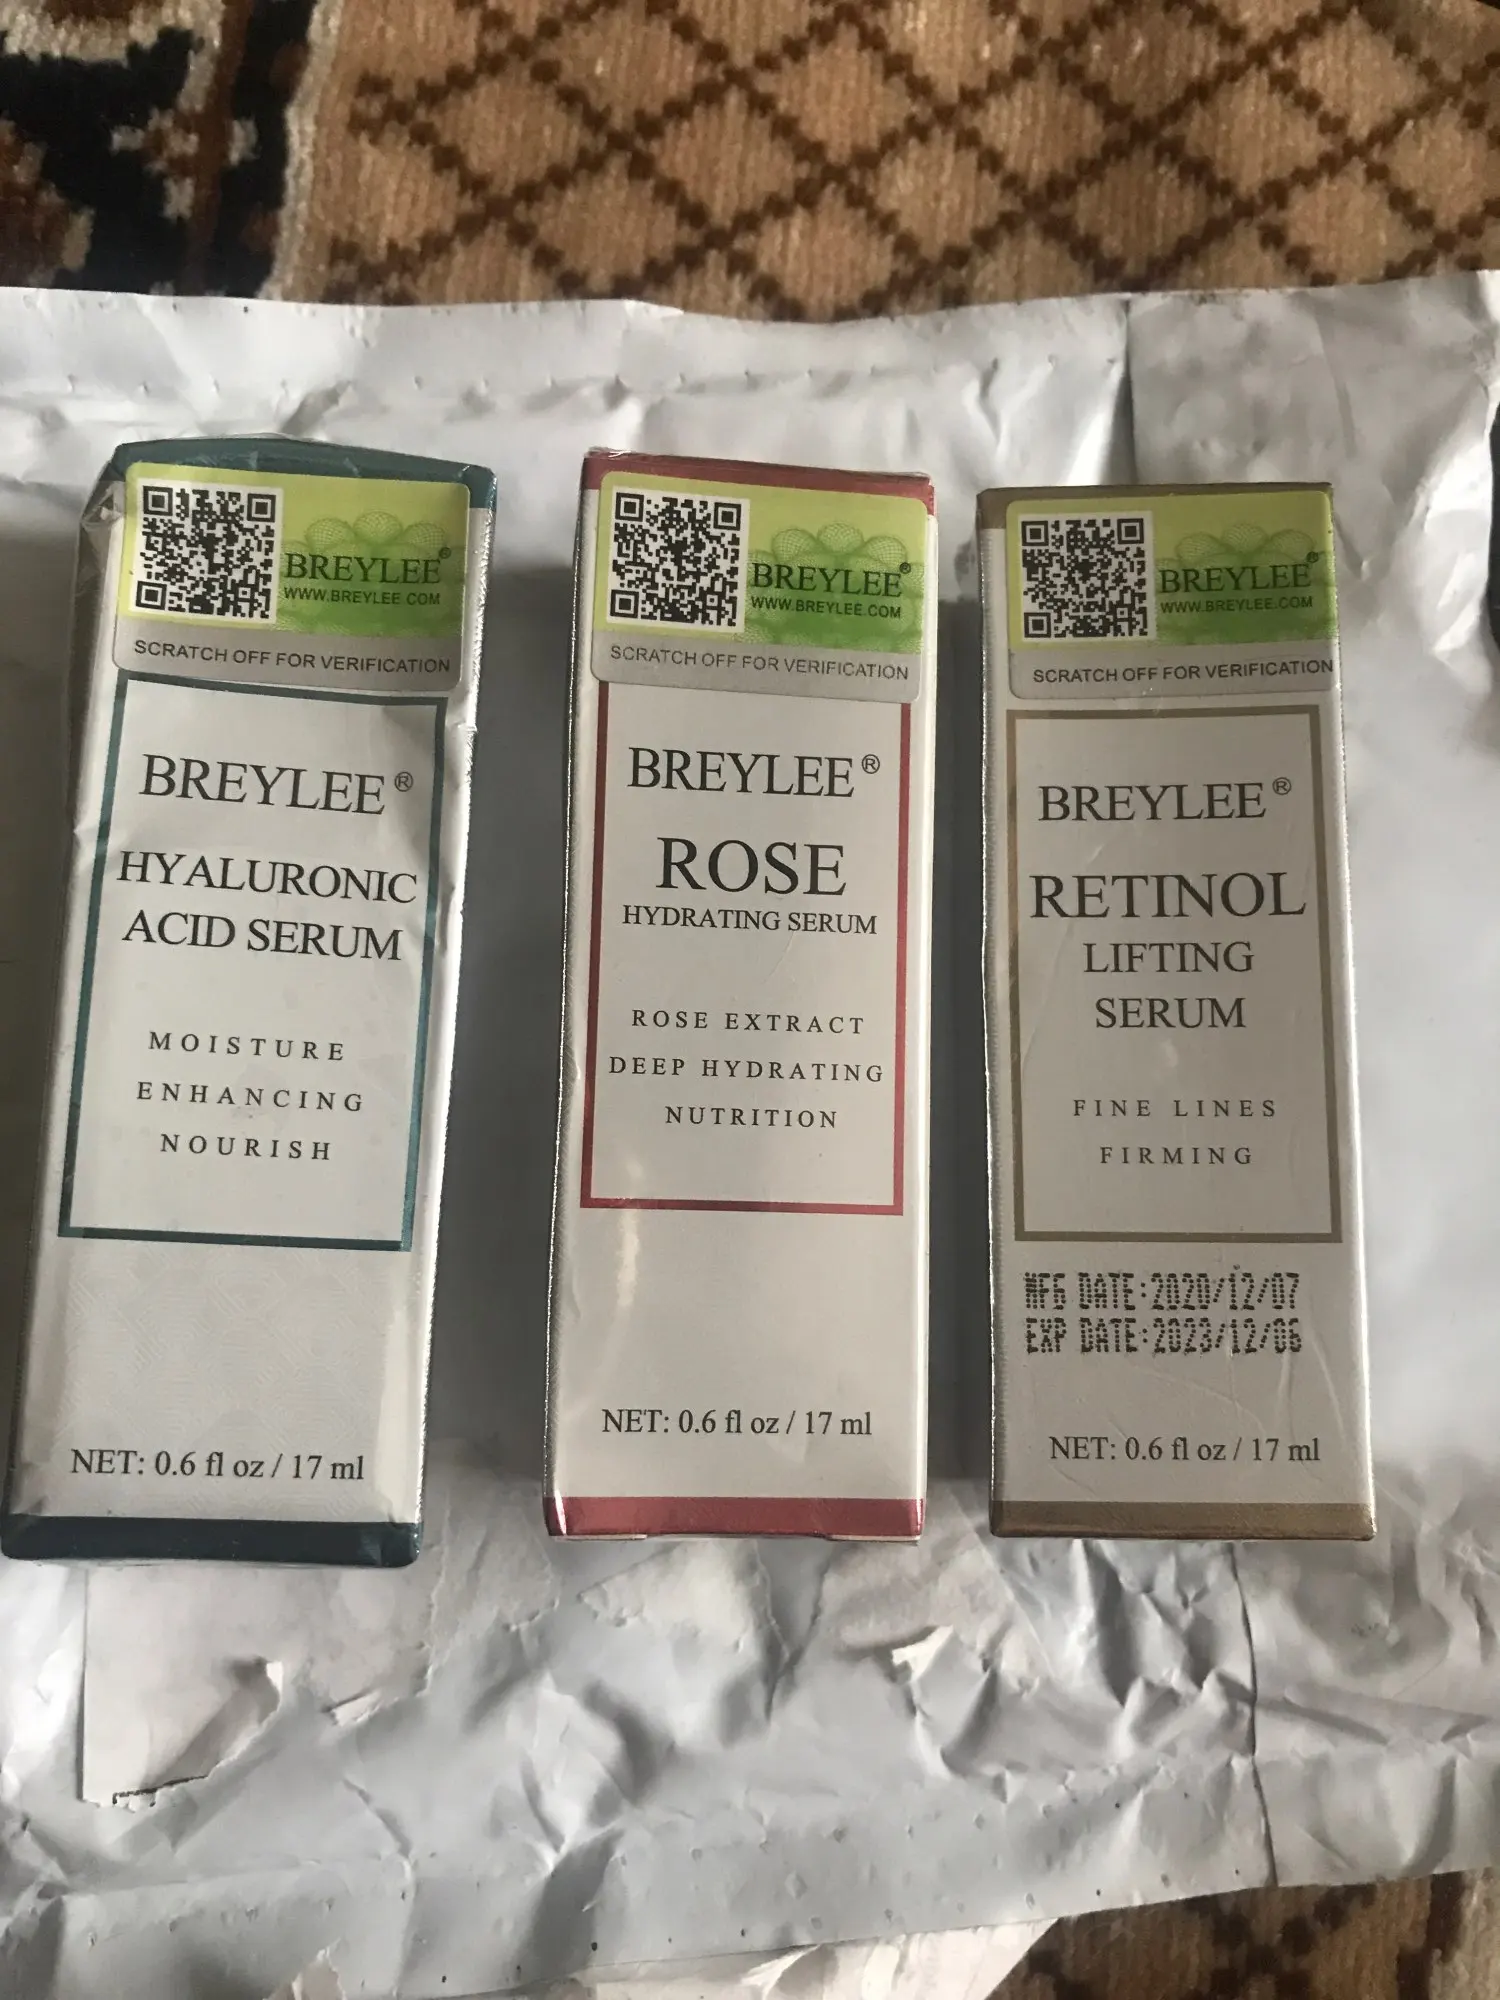 BREYLEE®
WWW.BREYLEE.COM
SCRATCH OFF FOR VERIFICATION
BREYLEE®
HYALURONIC
ACID SERUM
MOISTURE
ENHANCING
NOURISH
NET: 0.6 fl oz / 17 ml
BREYLEE®
WWW.BREYLEE.COM
SCRATCH OFF FOR VERIFICATION
BREYLEE®
ROSE
HYDRATING SERUM
ROSE EXTRACT
DEEP HYDRATING
NUTRITION
NET: 0.6 fl oz / 17 ml
BREYLEE®
WWW.BREYLEE.COM
SCRATCH OFF FOR VERIFICATION
BREYLEE®
RETINOL
LIFTING
SERUM
FINE LINES
FIRMING
MFG DATE:2020/12/07
EXP DATE:2023/12/06
NET: 0.6 fl oz / 17 ml